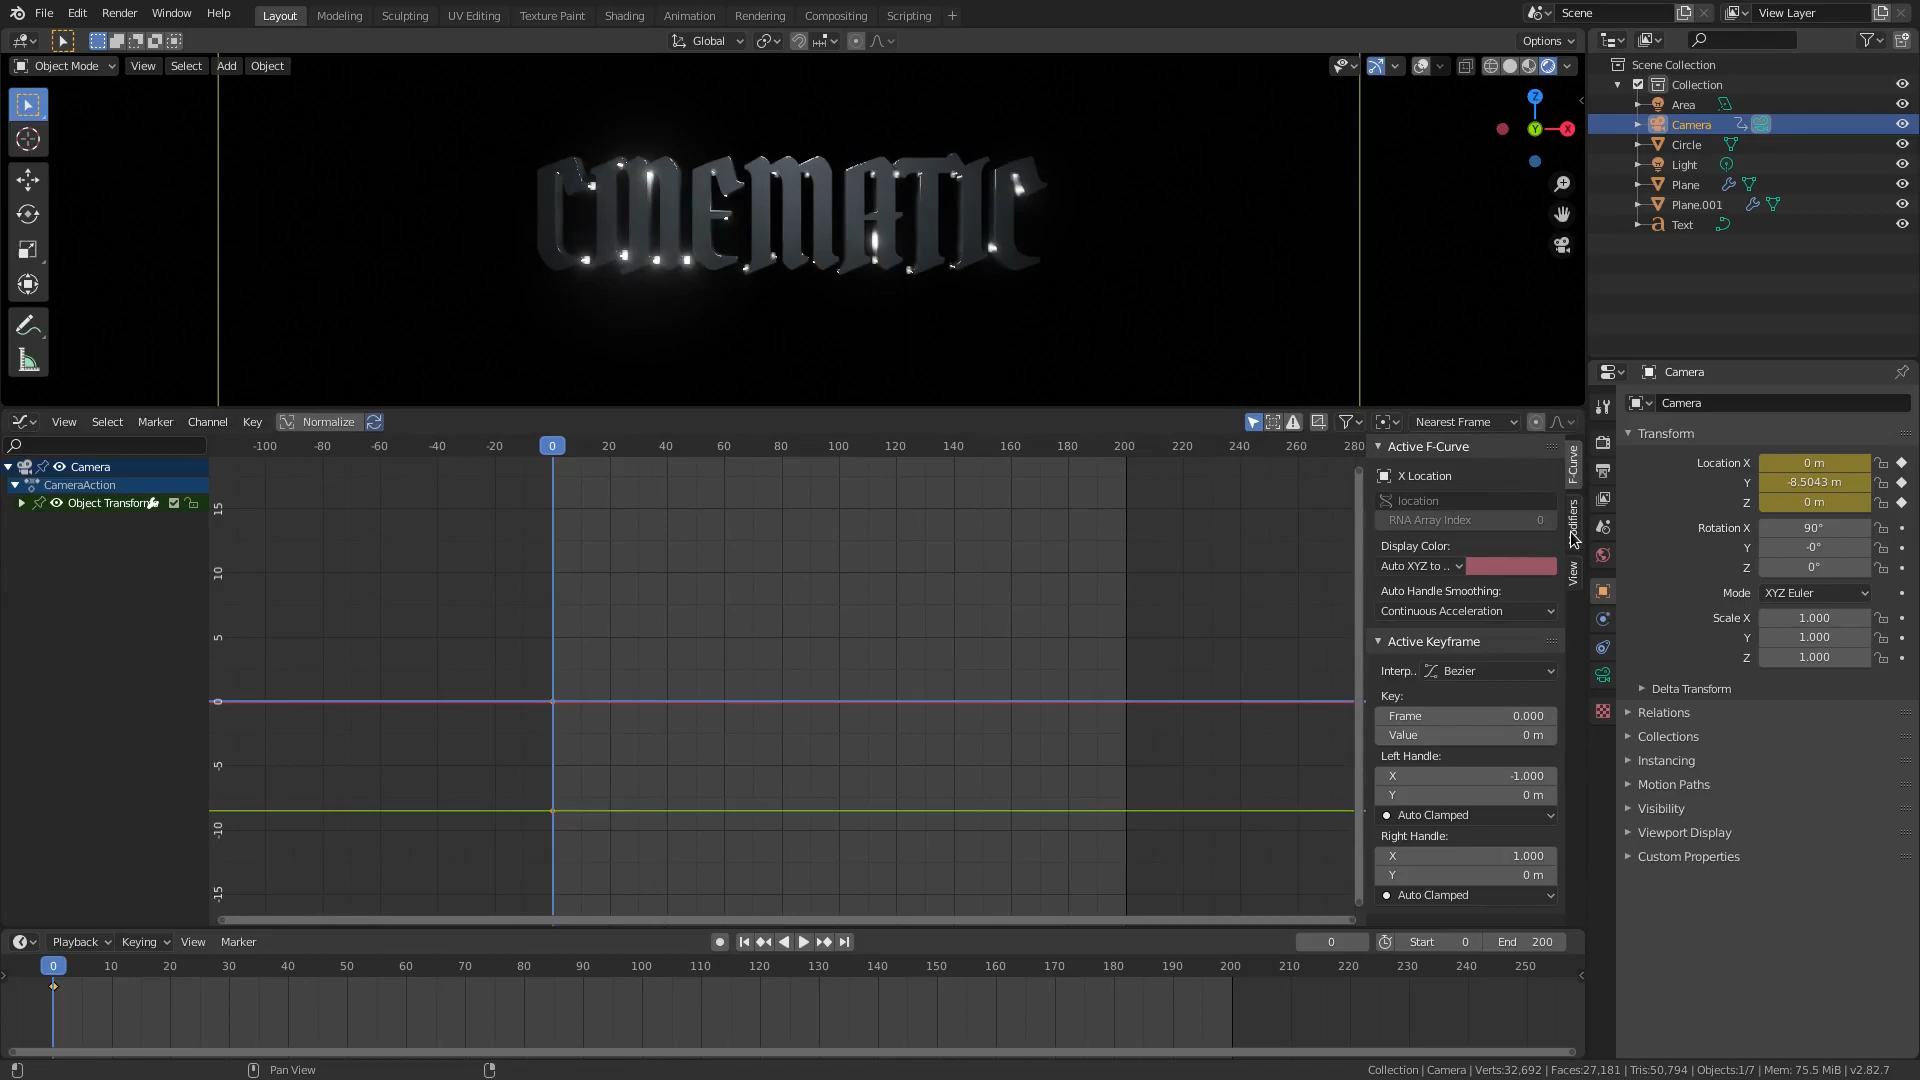 File Edit Render Window Help Layout Modeling Sculpting UV Editing Texture Paint Shading Animation Rendering Compositing Scripting + Scene View Layer
Global Options
Object Mode View Select Add Object
CINEMATIC
Z
Y X
Scene Collection
Collection
Area
Camera
Circle
Light
Plane
Plane.001
Text
View Select Marker Channel Key Normalize Nearest Frame
-100 -80 -60 -40 -20 0 20 40 60 80 100 120 140 160 180 200 220 240 260 280
Camera
CameraAction
Object Transform
15
10
5
0
-5
-10
-15
Active F-Curve
X Location
location
RNA Array Index 0
Display Color:
Auto XYZ to ..
Auto Handle Smoothing:
Continuous Acceleration
Active Keyframe
Interp.. Bezier
Key:
Frame 0.000
Value 0 m
Left Handle:
X -1.000
Y 0 m
Auto Clamped
Right Handle:
X 1.000
Y 0 m
Auto Clamped
F-Curve
View
Camera
Camera
Transform
Location X 0 m
Y -8.5043 m
Z 0 m
Rotation X 90°
Y -0°
Z 0°
Mode XYZ Euler
Scale X 1.000
Y 1.000
Z 1.000
Delta Transform
Relations
Collections
Instancing
Motion Paths
Visibility
Viewport Display
Custom Properties
Playback Keying View Marker 0 Start 0 End 200
0 10 20 30 40 50 60 70 80 90 100 110 120 130 140 150 160 170 180 190 200 210 220 230 240 250
Pan View Collection | Camera | Verts:32,692 | Faces:27,181 | Tris:50,794 | Objects:1/7 | Mem: 75.5 MiB | v2.82.7